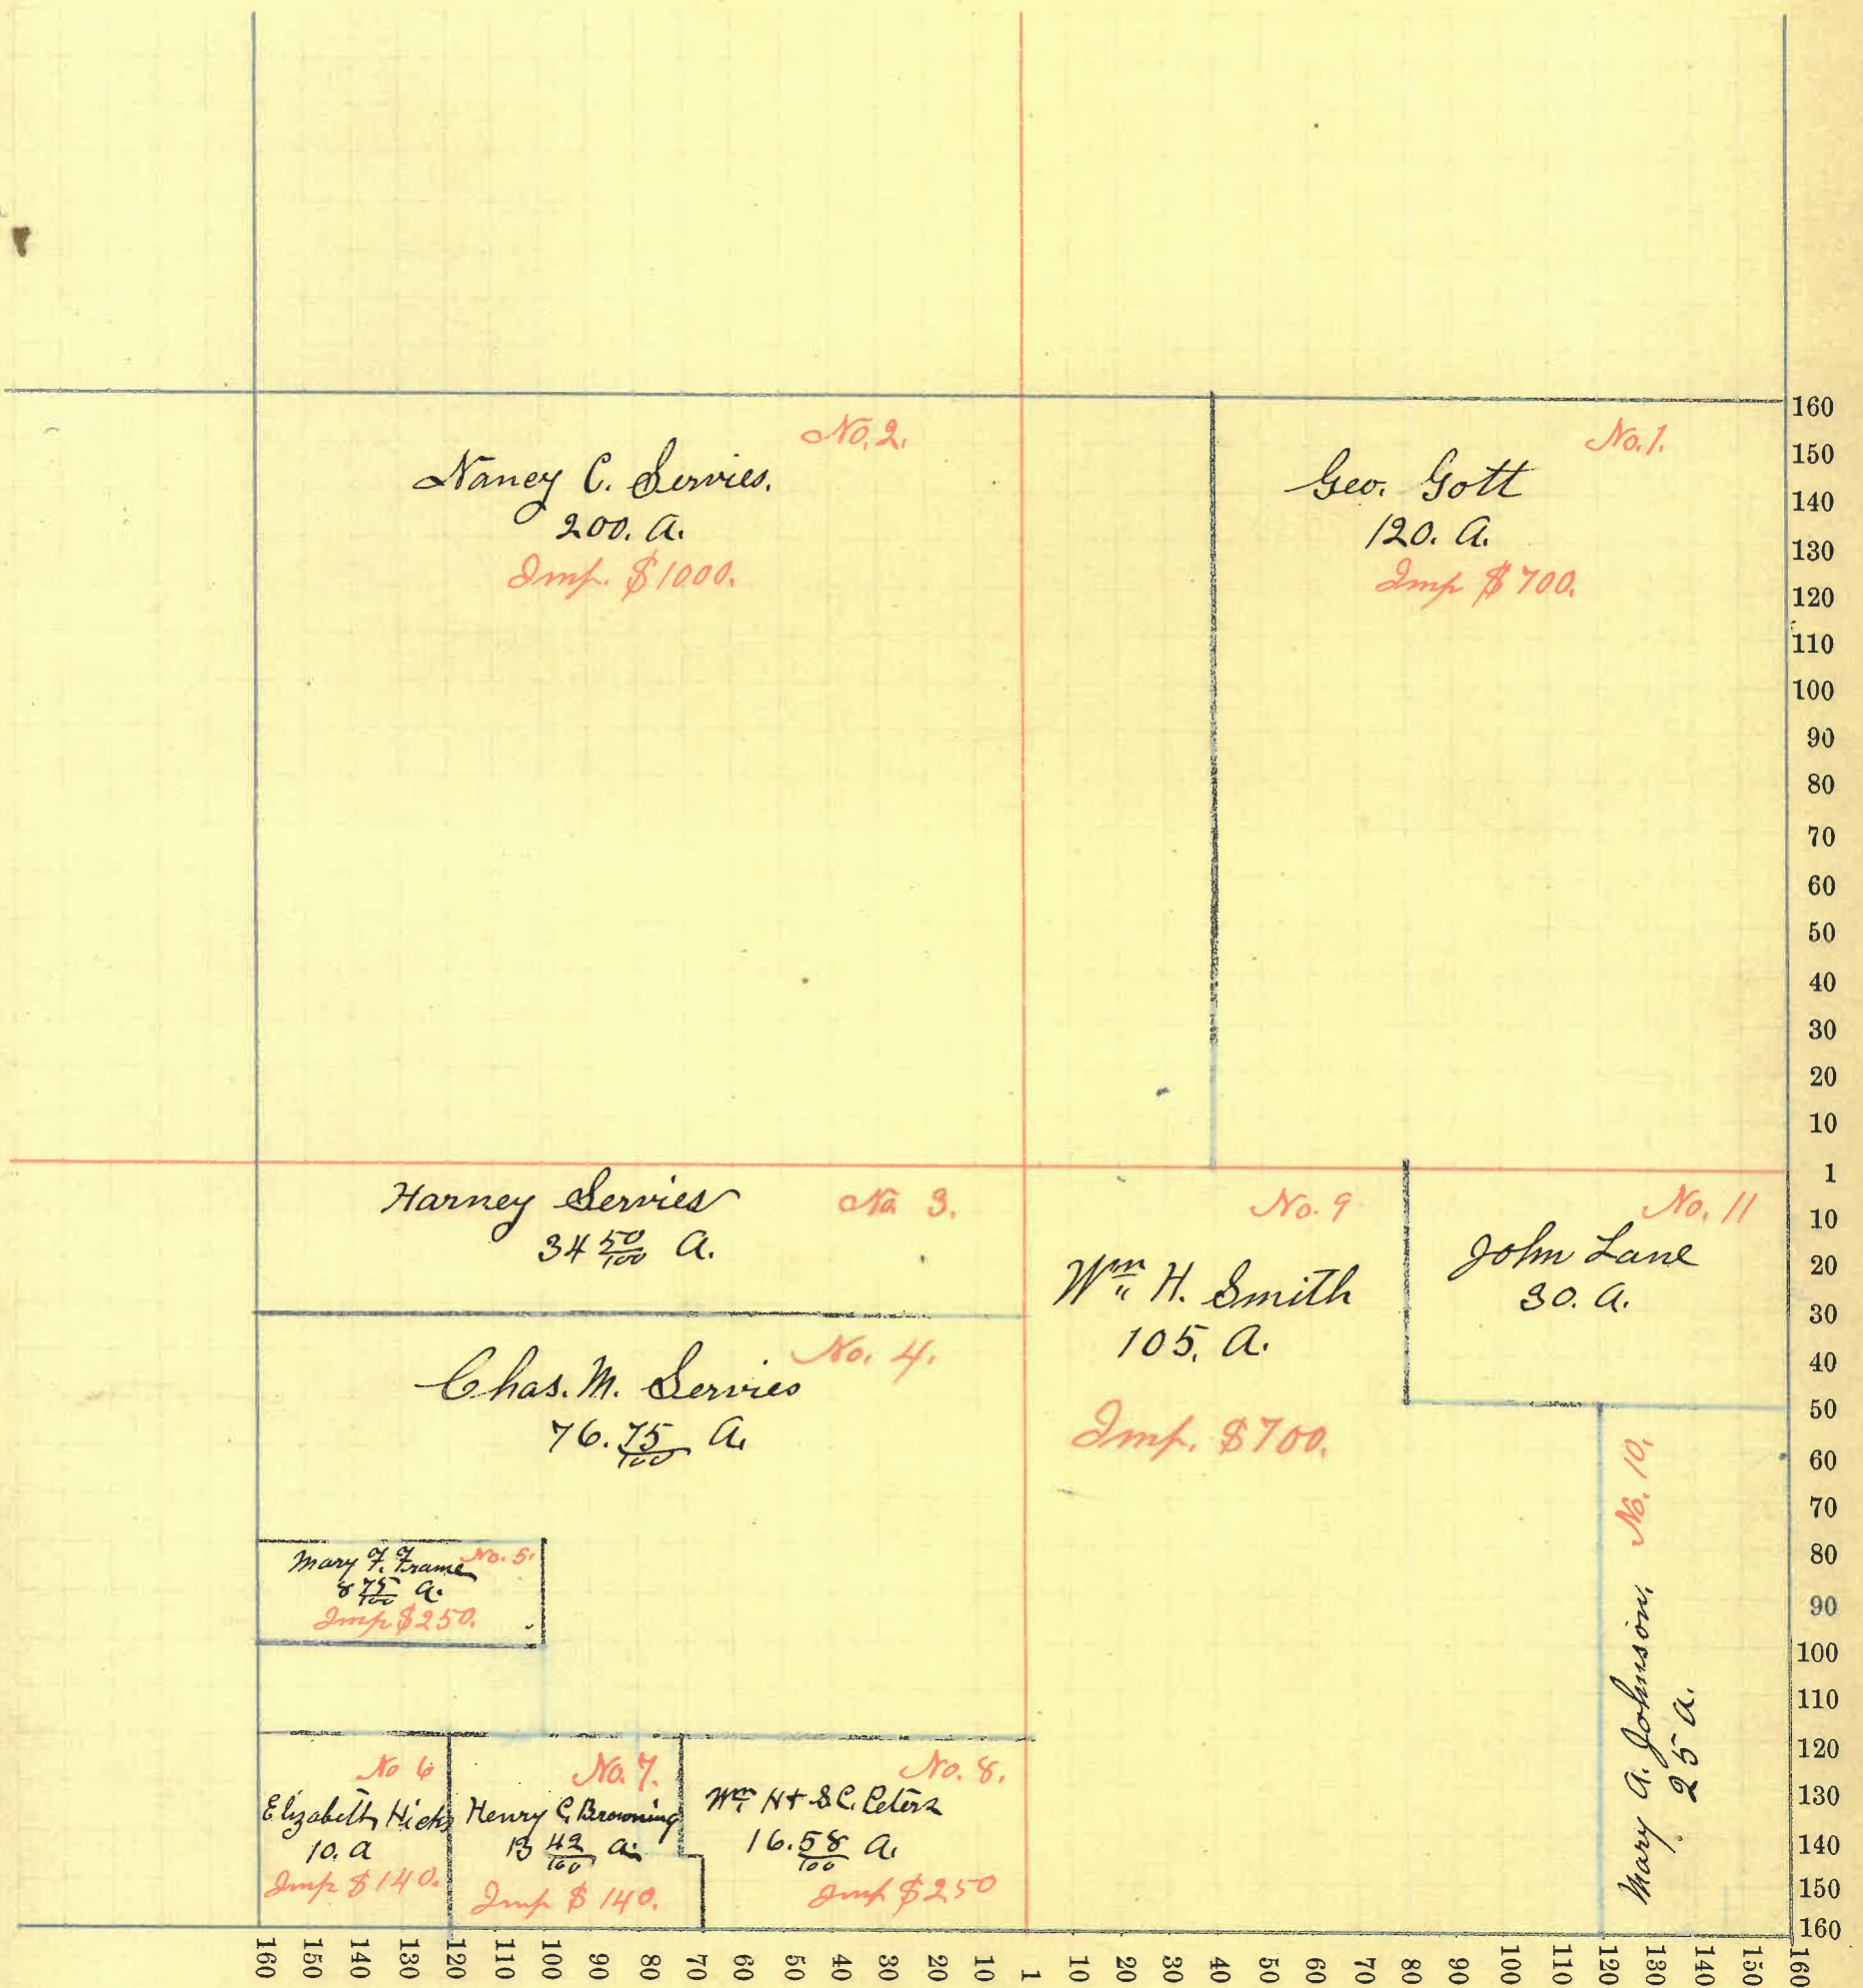 No. 2.
Nancy C. Servies.
200. A.
Imp. $1000.
No. 1.
Geo. Gott
120. A.
Imp $700.
Harney Servies
No 3.
34 50/100 A.
No. 4.
Chas. M. Servies
76. 75/100 A.
No. 5.
Mary F. Frame
8 75/100 A.
Imp $250.
No 6
Elizabeth Hicks
10. A
Imp $140.
No. 7.
Henry C. Browning
13 42/100 A.
Imp $140.
No. 8.
Wm H + S.C. Peters
16. 58/100 A.
Imp $250
No. 9
Wm H. Smith
105. A.
Imp. $700.
No. 11
John Lane
30. A.
Mary A. Johnson. No. 10.
25 A.
160
150
140
130
120
110
100
90
80
70
60
50
40
30
20
10
1
10
20
30
40
50
60
70
80
90
100
110
120
130
140
150
160
160 150 140 130 120 110 100 90 80 70 60 50 40 30 20 10 1 10 20 30 40 50 60 70 80 90 100 110 120 130 140 150 160